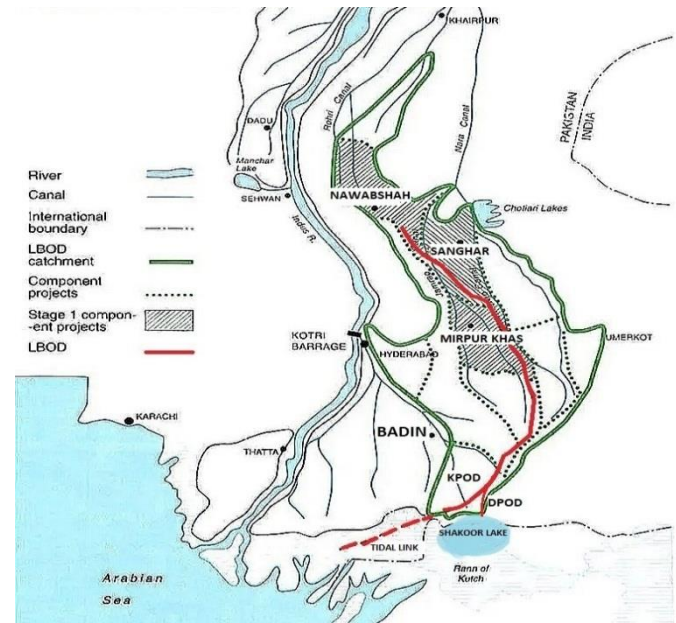 KHAIRPUR
DADU
Manchar
Lake
SEHWAN
Indus R.
Rohri Canal
Nara Canal
PAKISTAN
INDIA
River
Canal
International
boundary
LBOD
catchment
Component
projects
Stage 1 compon-
ent projects
LBOD
NAWABSHAH
Choliari Lakes
SANGHAR
Jamrao
MIRPUR KHAS
UMERKOT
KOTRI
BARRAGE
HYDERABAD
KARACHI
THATTA
BADIN
KPOD
DPOD
SHAKOOR LAKE
TIDAL LINK
Rann of
Kutch
Arabian
Sea